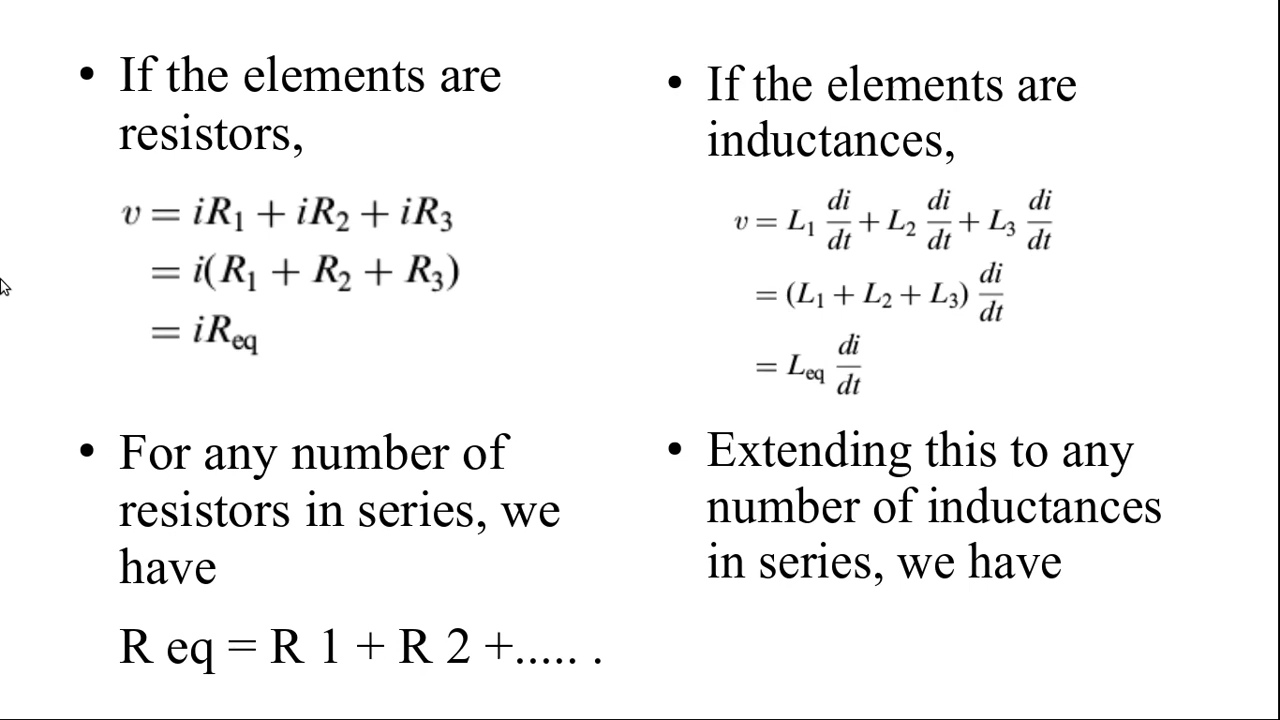 • If the elements are
resistors,
v = iR₁ + iR₂ + iR₃
= i(R₁ + R₂ + R₃)
= iR_eq
• For any number of
resistors in series, we
have
R eq = R 1 + R 2 +..... .
• If the elements are
inductances,
v = L₁ di/dt + L₂ di/dt + L₃ di/dt
= (L₁ + L₂ + L₃) di/dt
= L_eq di/dt
• Extending this to any
number of inductances
in series, we have